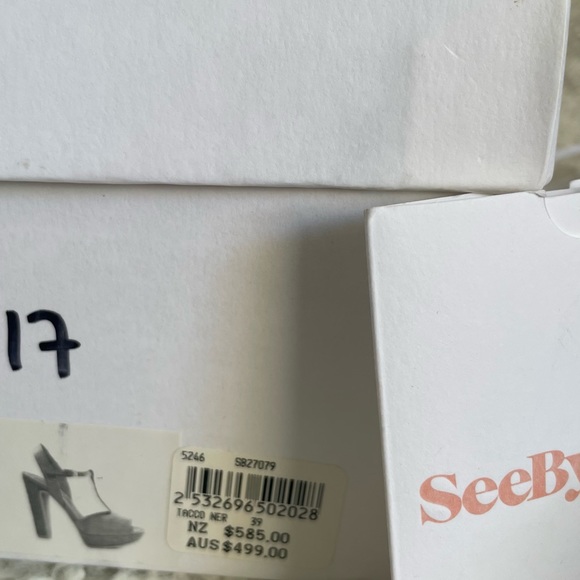 17
5246 SB27079
2 532696 502028
TACCO NER 39
NZ $585.00
AUS$499.00
SeeBy